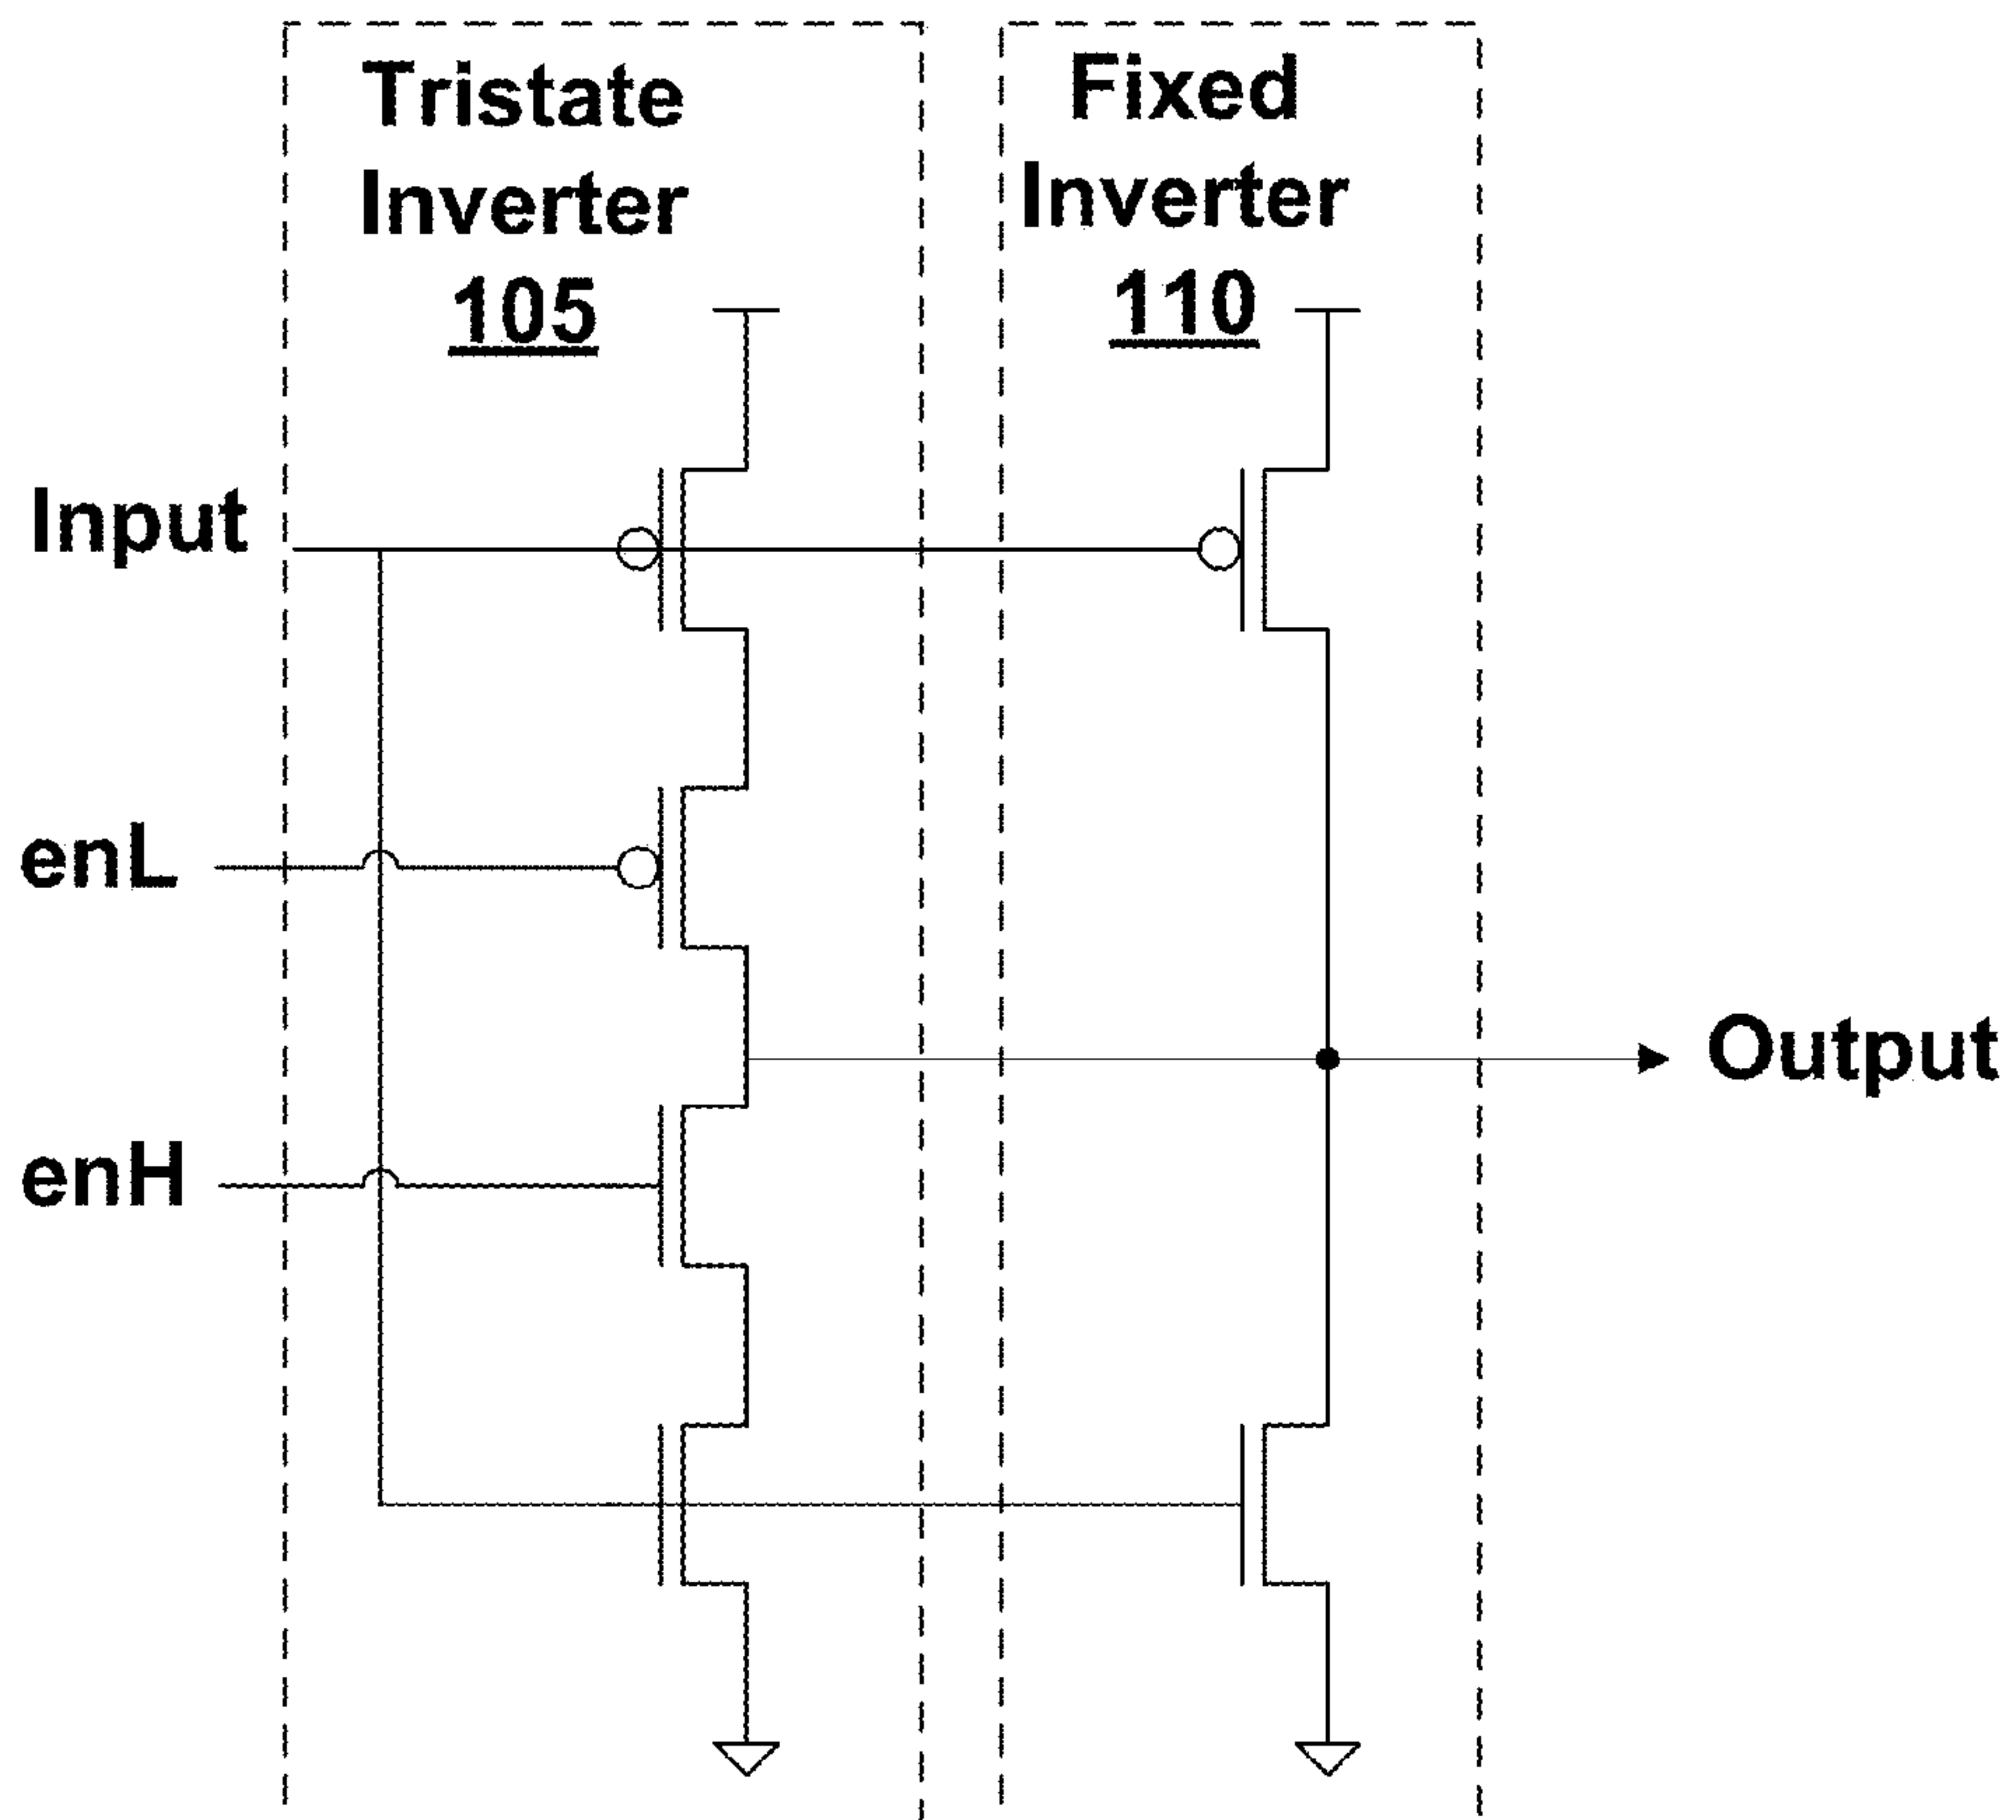 Tristate
Inverter
105
Fixed
Inverter
110
Input
enL
enH
Output